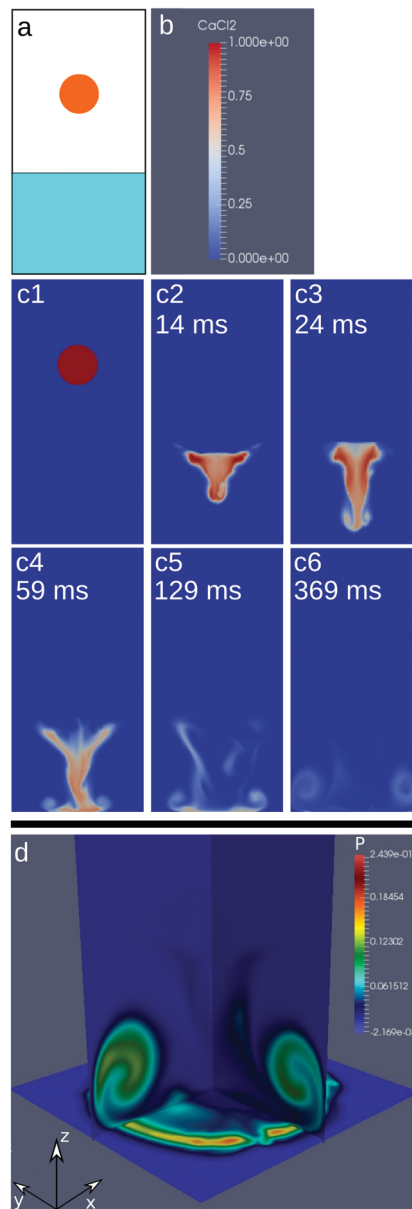 a
b
CaCl2
1.000e+00
0.75
0.5
0.25
0.000e+00
c1
c2
14 ms
c3
24 ms
c4
59 ms
c5
129 ms
c6
369 ms
d
P
0.18454
0.12302
0.061512
z
y
x